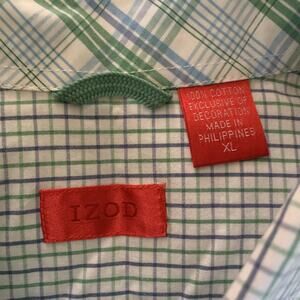 100% COTTON
EXCLUSIVE OF
DECORATION
MADE IN
PHILIPPINES
XL
IZOD